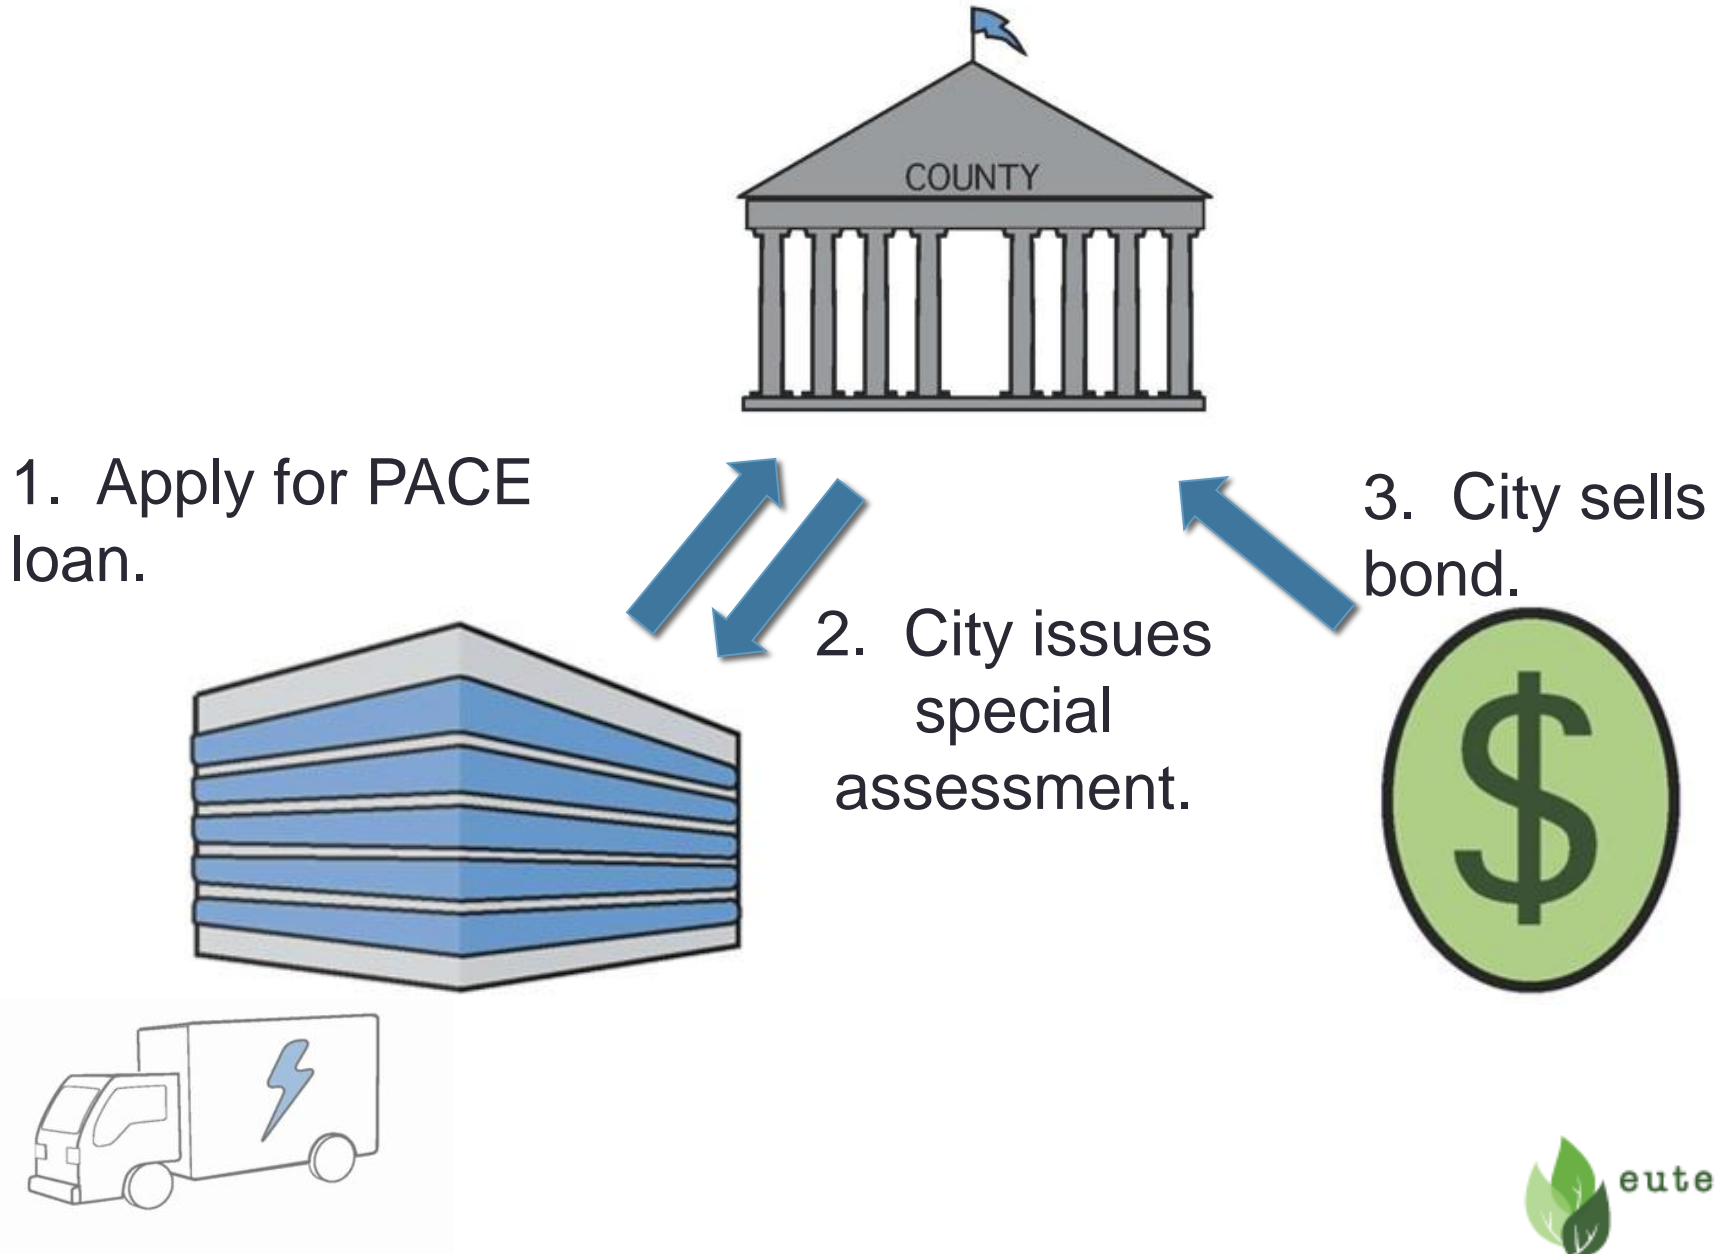 COUNTY
1. Apply for PACE
loan.
2. City issues
special
assessment.
3. City sells
bond.
$
eute